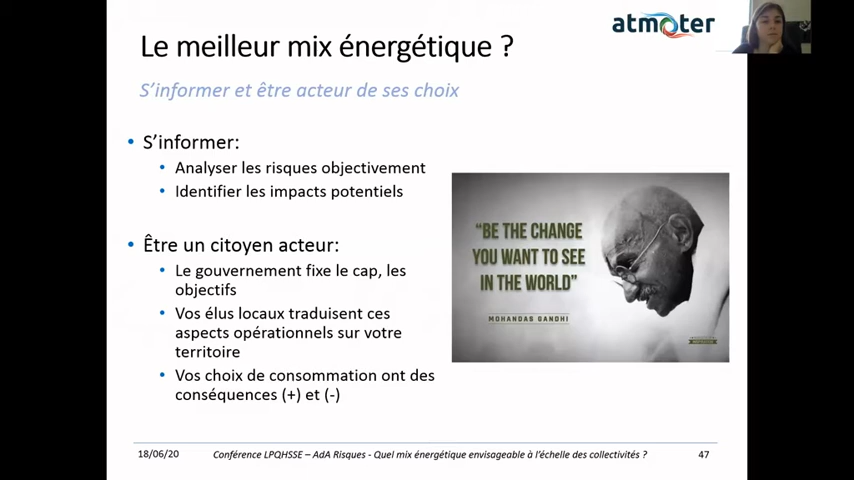 atmoter
Le meilleur mix énergétique ?
S'informer et être acteur de ses choix
• S'informer:
• Analyser les risques objectivement
• Identifier les impacts potentiels
"BE THE CHANGE
YOU WANT TO SEE
IN THE WORLD"
MOHANDAS GANDHI
• Être un citoyen acteur:
• Le gouvernement fixe le cap, les
objectifs
• Vos élus locaux traduisent ces
aspects opérationnels sur votre
territoire
• Vos choix de consommation ont des
conséquences (+) et (-)
18/06/20
Conférence LPQHSSE – AdA Risques - Quel mix énergétique envisageable à l'échelle des collectivités ?
47